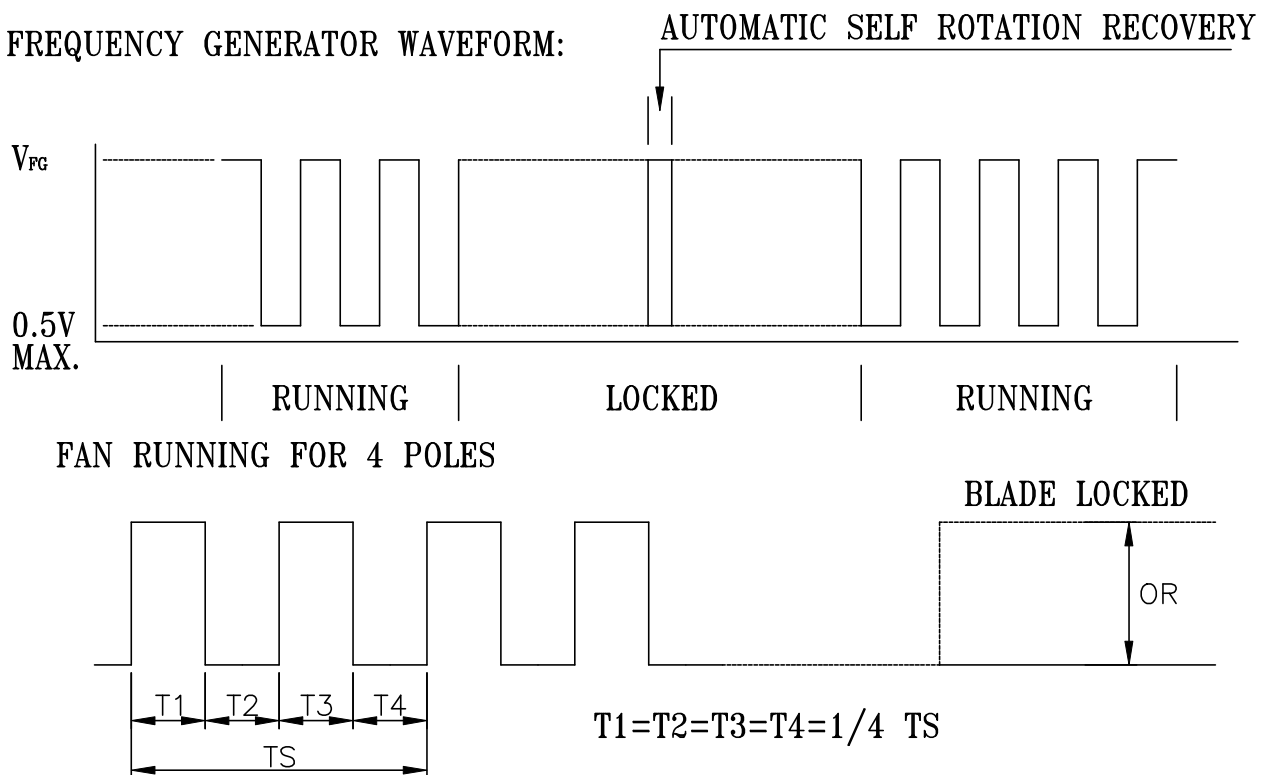 AUTOMATIC SELF ROTATION RECOVERY
FREQUENCY GENERATOR WAVEFORM:
VFG
0.5V
MAX.
RUNNING
LOCKED
RUNNING
FAN RUNNING FOR 4 POLES
BLADE LOCKED
OR
T1
T2
T3
T4
T1=T2=T3=T4=1/4 TS
TS